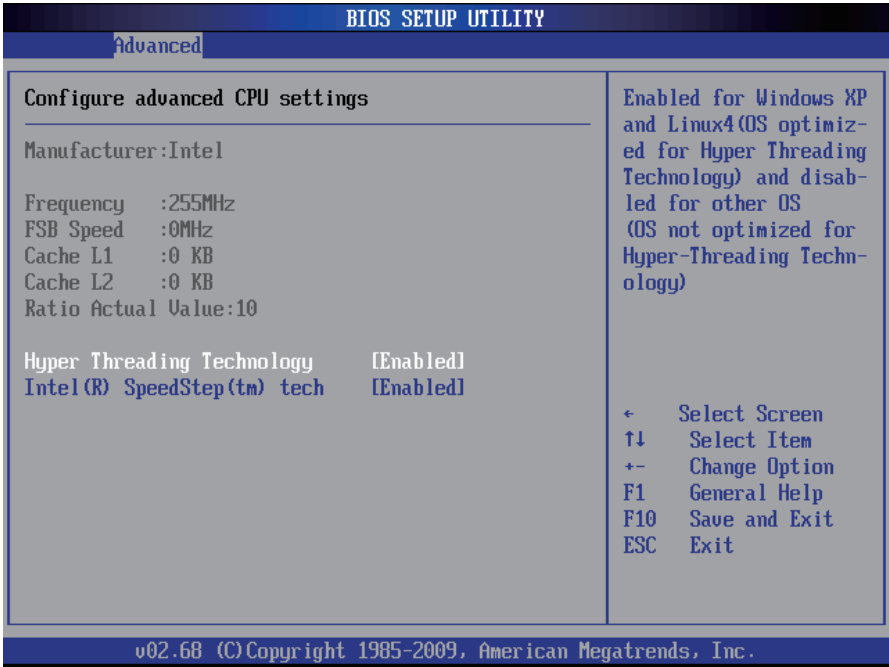 BIOS SETUP UTILITY
Advanced
Configure advanced CPU settings
Manufacturer:Intel
Frequency :255MHz
FSB Speed :0MHz
Cache L1 :0 KB
Cache L2 :0 KB
Ratio Actual Value:10
Hyper Threading Technology [Enabled]
Intel(R) SpeedStep(tm) tech [Enabled]
Enabled for Windows XP
and Linux4(OS optimiz-
ed for Hyper Threading
Technology) and disab-
led for other OS
(OS not optimized for
Hyper-Threading Techn-
ology)
← Select Screen
↑↓ Select Item
+- Change Option
F1 General Help
F10 Save and Exit
ESC Exit
v02.68 (C)Copyright 1985-2009, American Megatrends, Inc.